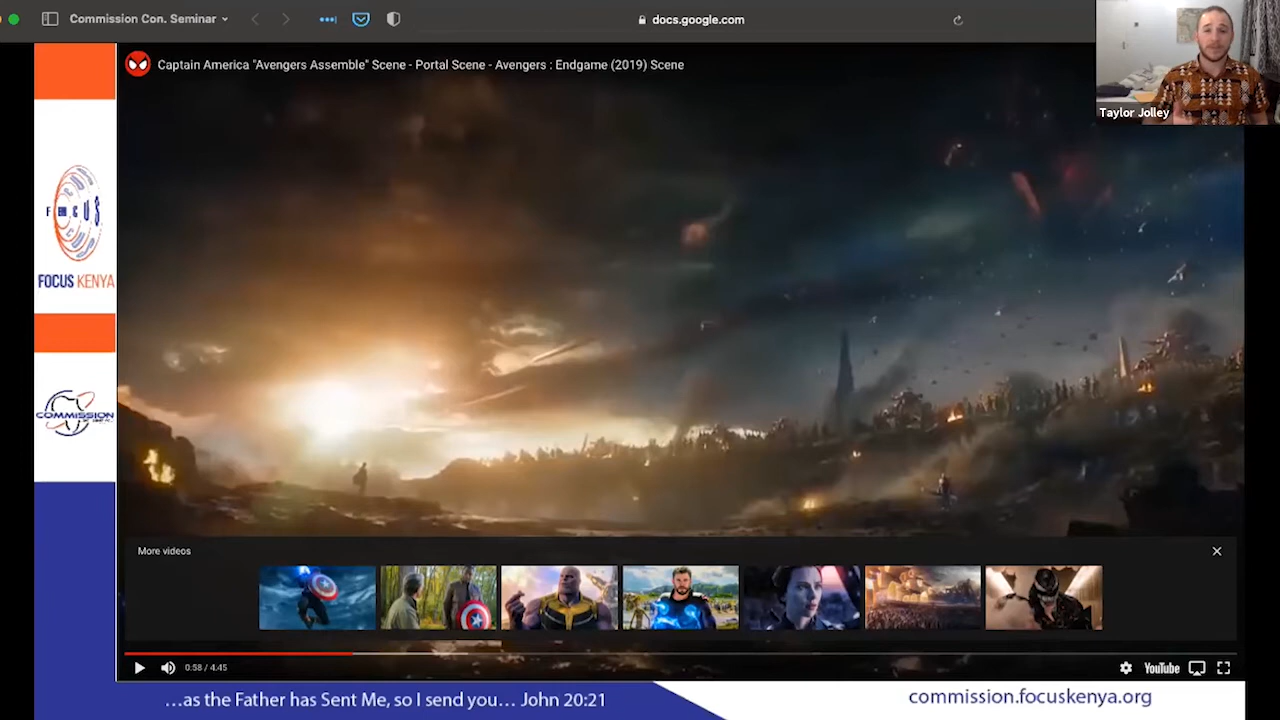 Commission Con. Seminar
docs.google.com
Captain America "Avengers Assemble" Scene - Portal Scene - Avengers : Endgame (2019) Scene
Taylor Jolley
FOCUS
FOCUS KENYA
COMMISSION
More videos
0:58 / 4:45
YouTube
...as the Father has Sent Me, so I send you... John 20:21
commission.focuskenya.org